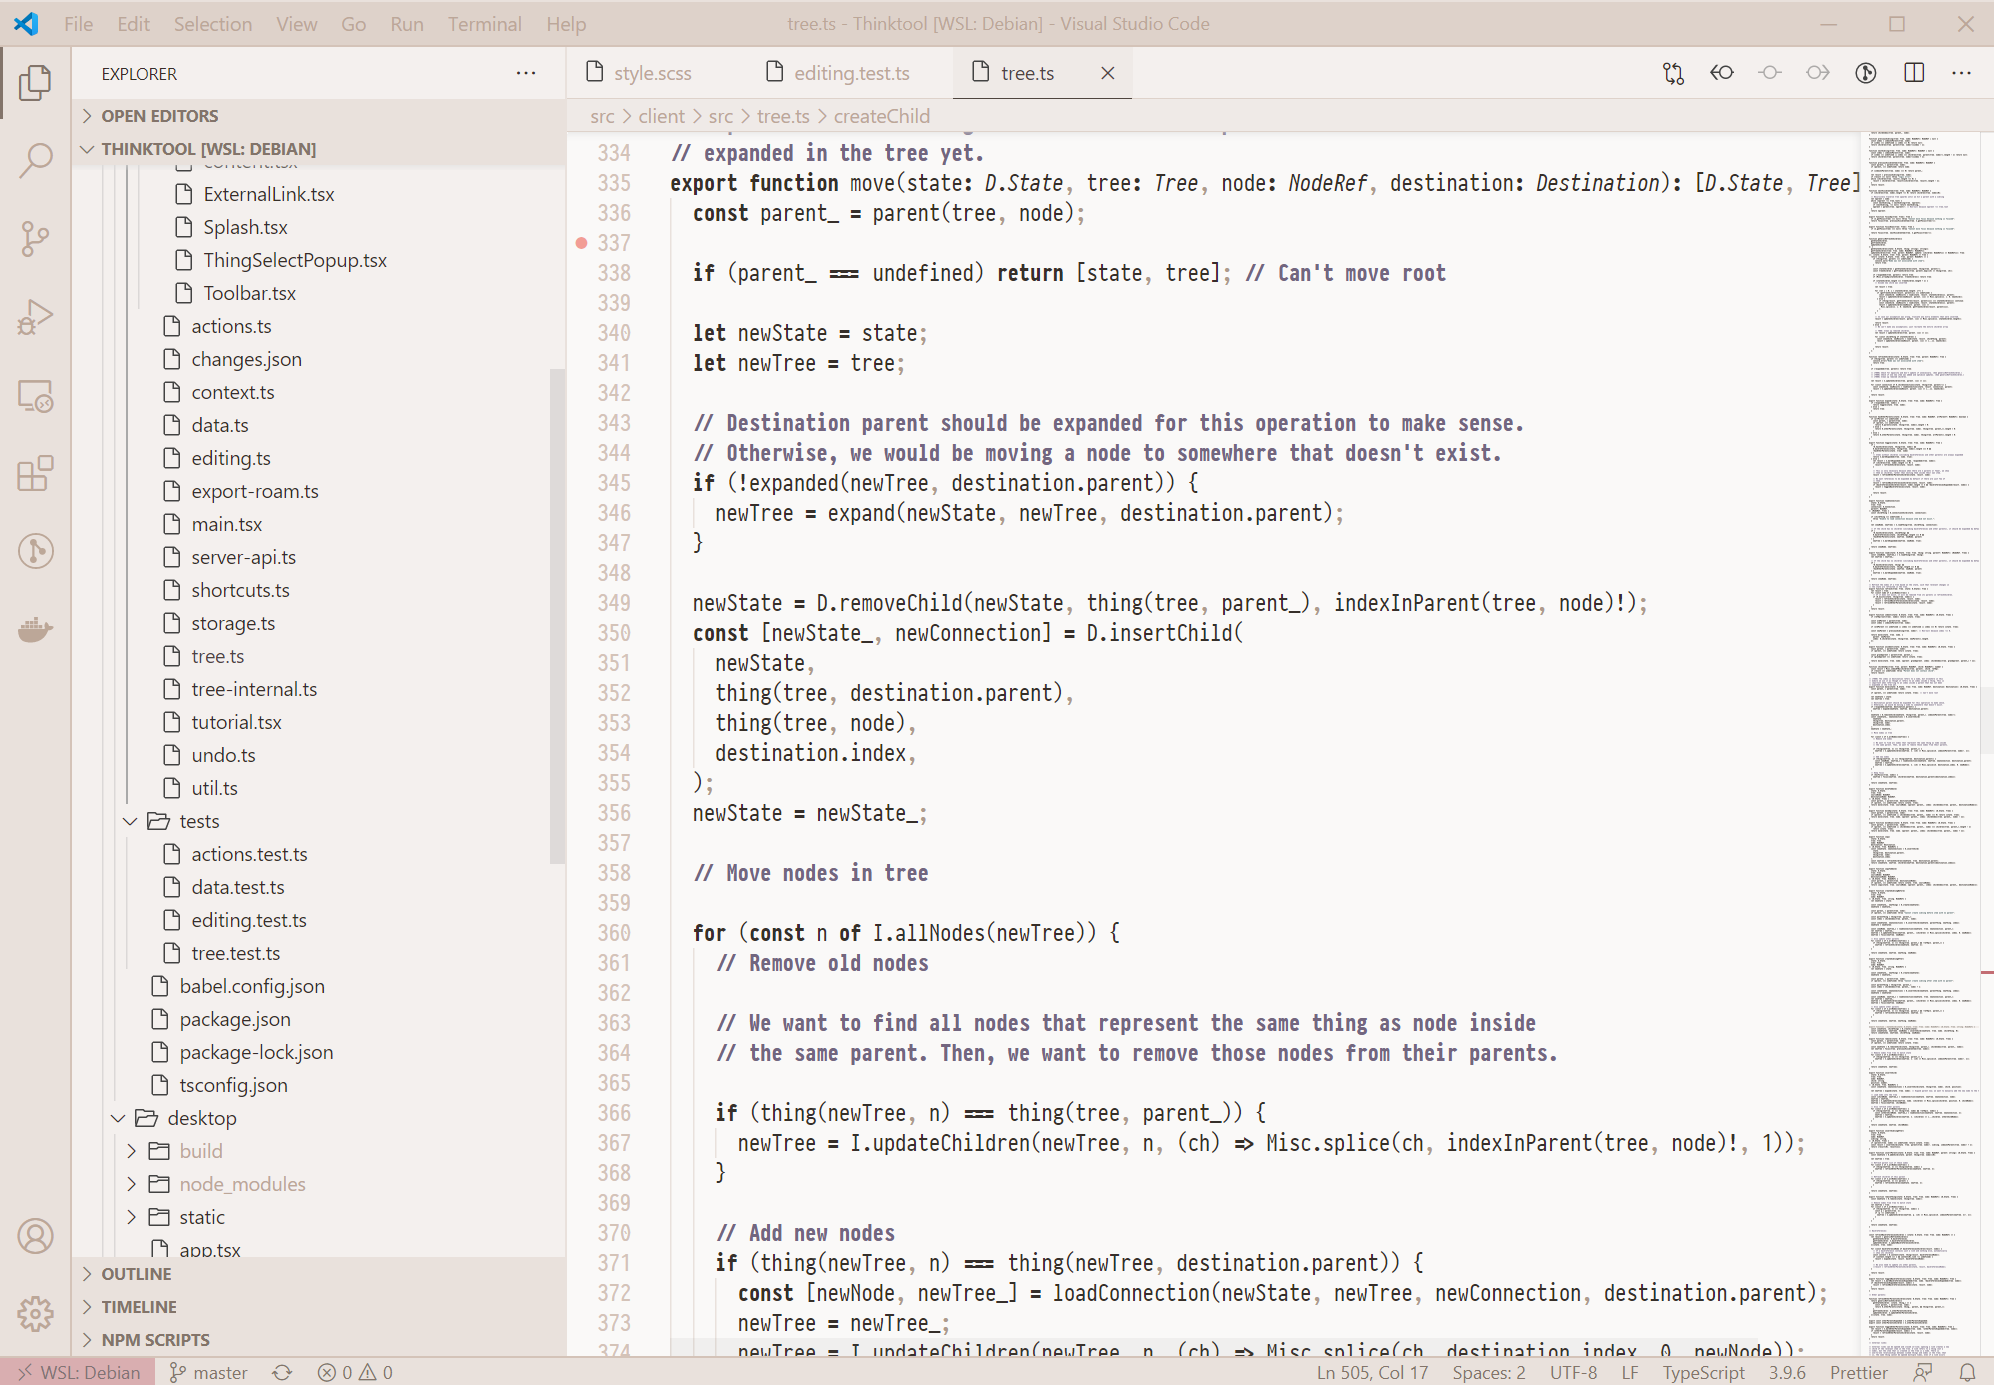 File Edit Selection View Go Run Terminal Help
tree.ts - Thinktool [WSL: Debian] - Visual Studio Code
EXPLORER
OPEN EDITORS
THINKTOOL [WSL: DEBIAN]
content.tsx
ExternalLink.tsx
Splash.tsx
ThingSelectPopup.tsx
Toolbar.tsx
actions.ts
changes.json
context.ts
data.ts
editing.ts
export-roam.ts
main.tsx
server-api.ts
shortcuts.ts
storage.ts
tree.ts
tree-internal.ts
tutorial.tsx
undo.ts
util.ts
tests
actions.test.ts
data.test.ts
editing.test.ts
tree.test.ts
babel.config.json
package.json
package-lock.json
tsconfig.json
desktop
build
node_modules
static
app.tsx
OUTLINE
TIMELINE
NPM SCRIPTS
style.scss
editing.test.ts
tree.ts
src > client > src > tree.ts > createChild
334 // expanded in the tree yet.
335 export function move(state: D.State, tree: Tree, node: NodeRef, destination: Destination): [D.State, Tree]
336 const parent_ = parent(tree, node);
337
338 if (parent_ === undefined) return [state, tree]; // Can't move root
339
340 let newState = state;
341 let newTree = tree;
342
343 // Destination parent should be expanded for this operation to make sense.
344 // Otherwise, we would be moving a node to somewhere that doesn't exist.
345 if (!expanded(newTree, destination.parent)) {
346 newTree = expand(newState, newTree, destination.parent);
347 }
348
349 newState = D.removeChild(newState, thing(tree, parent_), indexInParent(tree, node)!);
350 const [newState_, newConnection] = D.insertChild(
351 newState,
352 thing(tree, destination.parent),
353 thing(tree, node),
354 destination.index,
355 );
356 newState = newState_;
357
358 // Move nodes in tree
359
360 for (const n of I.allNodes(newTree)) {
361 // Remove old nodes
362
363 // We want to find all nodes that represent the same thing as node inside
364 // the same parent. Then, we want to remove those nodes from their parents.
365
366 if (thing(newTree, n) === thing(tree, parent_)) {
367 newTree = I.updateChildren(newTree, n, (ch) => Misc.splice(ch, indexInParent(tree, node)!, 1));
368 }
369
370 // Add new nodes
371 if (thing(newTree, n) === thing(newTree, destination.parent)) {
372 const [newNode, newTree_] = loadConnection(newState, newTree, newConnection, destination.parent);
373 newTree = newTree_;
374 newTree = I.updateChildren(newTree, n, (ch) => Misc.splice(ch, destination.index, 0, newNode));
WSL: Debian master 0 0 Ln 505, Col 17 Spaces: 2 UTF-8 LF TypeScript 3.9.6 Prettier